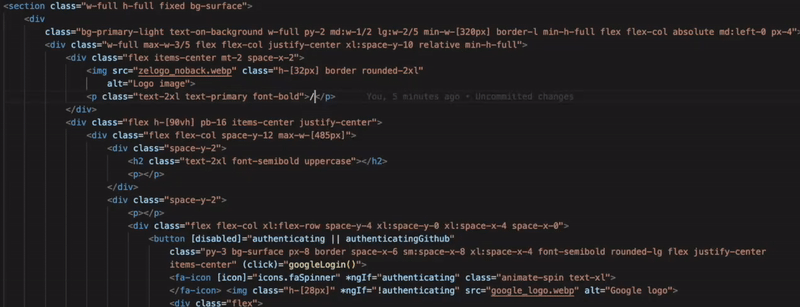 <section class="w-full h-full fixed bg-surface">
<div
class="bg-primary-light text-on-background w-full py-2 md:w-1/2 lg:w-2/5 min-w-[320px] border-l min-h-full flex flex-col absolute md:left-0 px-4">
<div class="w-full max-w-3/5 flex flex-col justify-center xl:space-y-10 relative min-h-full">
<div class="flex items-center mt-2 space-x-2">
<img src="zelogo_noback.webp" class="h-[32px] border rounded-2xl"
alt="Logo image">
<p class="text-2xl text-primary font-bold">/</p> You, 5 minutes ago • Uncommitted changes
</div>
<div class="flex h-[90vh] pb-16 items-center justify-center">
<div class="flex flex-col space-y-12 max-w-[485px]">
<div class="space-y-2">
<h2 class="text-2xl font-semibold uppercase"></h2>
<p></p>
</div>
<div class="space-y-2">
<p></p>
<div class="flex flex-col xl:flex-row space-y-4 xl:space-y-0 xl:space-x-4 space-x-0">
<button [disabled]="authenticating || authenticatingGithub"
class="py-3 bg-surface px-8 border space-x-6 sm:space-x-8 xl:space-x-4 font-semibold rounded-lg flex justify-center
items-center" (click)="googleLogin()">
<fa-icon [icon]="icons.faSpinner" *ngIf="authenticating" class="animate-spin text-xl">
</fa-icon> <img class="h-[28px]" *ngIf="!authenticating" src="google_logo.webp" alt="Google logo">
<div class="flex">